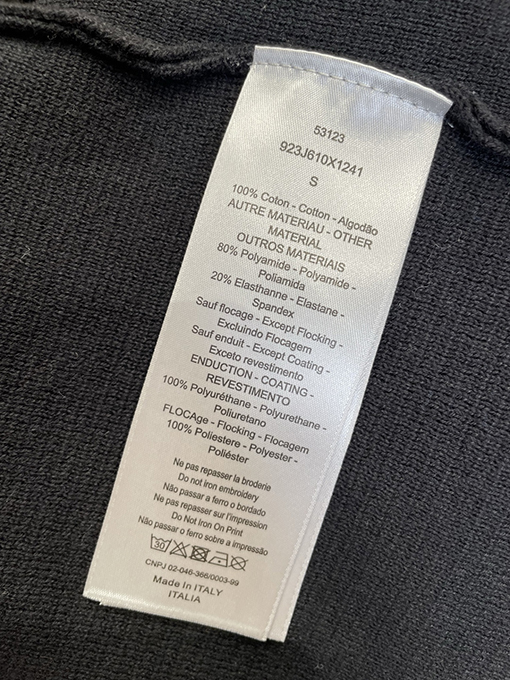 53123
923J610X1241
S
100% Coton - Cotton - Algodão
AUTRE MATERIAU - OTHER
MATERIAL
OUTROS MATERIAIS
80% Polyamide - Polyamide -
Poliamida
20% Elasthanne - Elastane -
Spandex
Sauf flocage - Except Flocking -
Excluindo Flocagem
Sauf enduit - Except Coating -
Exceto revestimento
ENDUCTION - COATING -
REVESTIMENTO
100% Polyuréthane - Polyurethane -
Poliuretano
FLOCAge - Flocking - Flocagem
100% Poliestere - Polyester -
Poliéster
Ne pas repasser la broderie
Do not iron embroidery
Não passar a ferro o bordado
Ne pas repasser sur l'impression
Do Not Iron On Print
Não passar o ferro sobre a impressão
30
CNPJ 02-046-366/0003-99
Made in ITALY
ITALIA